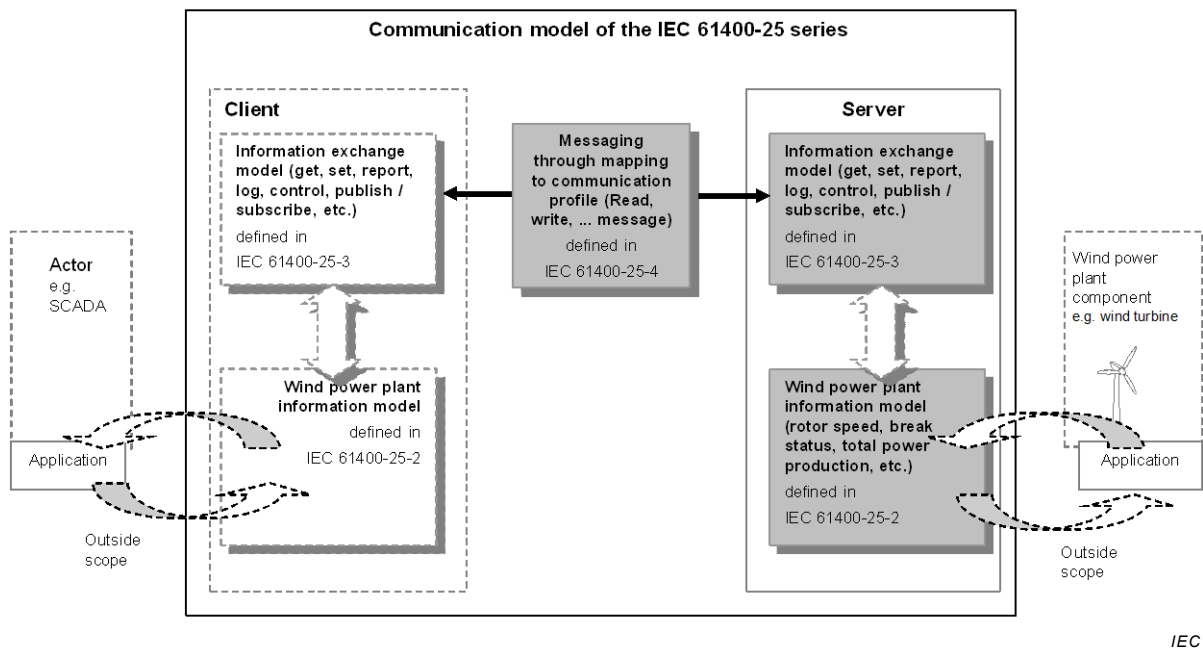 Communication model of the IEC 61400-25 series
Client
Information exchange
model (get, set, report,
log, control, publish /
subscribe, etc.)
defined in
IEC 61400-25-3
Messaging
through mapping
to communication
profile (Read,
write, ... message)
defined in
IEC 61400-25-4
Server
Information exchange
model (get, set, report,
log, control, publish /
subscribe, etc.)
defined in
IEC 61400-25-3
Actor
e.g.
SCADA
Wind power
plant
component
e.g. wind turbine
Wind power plant
information model
defined in
IEC 61400-25-2
Wind power plant
information model
(rotor speed, break
status, total power
production, etc.)
defined in
IEC 61400-25-2
Application
Application
Outside
scope
Outside
scope
IEC